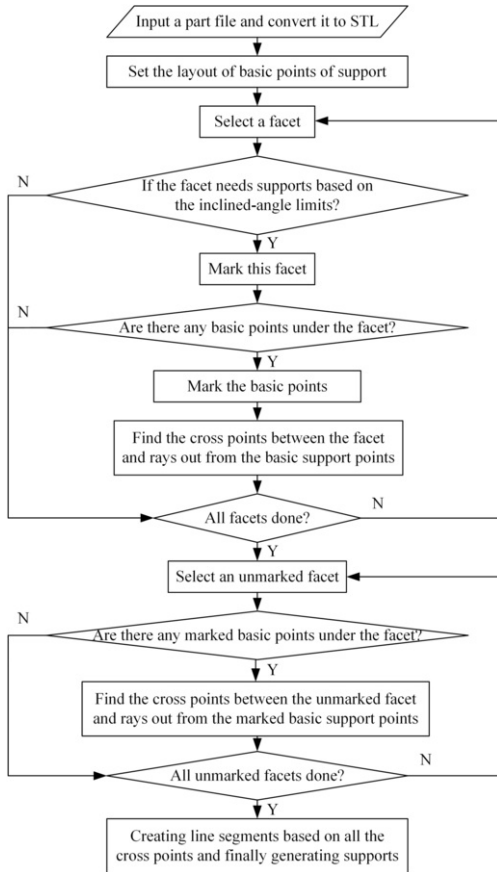 Input a part file and convert it to STL
Set the layout of basic points of support
Select a facet
N
If the facet needs supports based on
the inclined-angle limits?
Y
Mark this facet
N
Are there any basic points under the facet?
Y
Mark the basic points
Find the cross points between the facet
and rays out from the basic support points
All facets done?
N
Y
Select an unmarked facet
N
Are there any marked basic points under the facet?
Y
Find the cross points between the unmarked facet
and rays out from the marked basic support points
All unmarked facets done?
N
Y
Creating line segments based on all the
cross points and finally generating supports